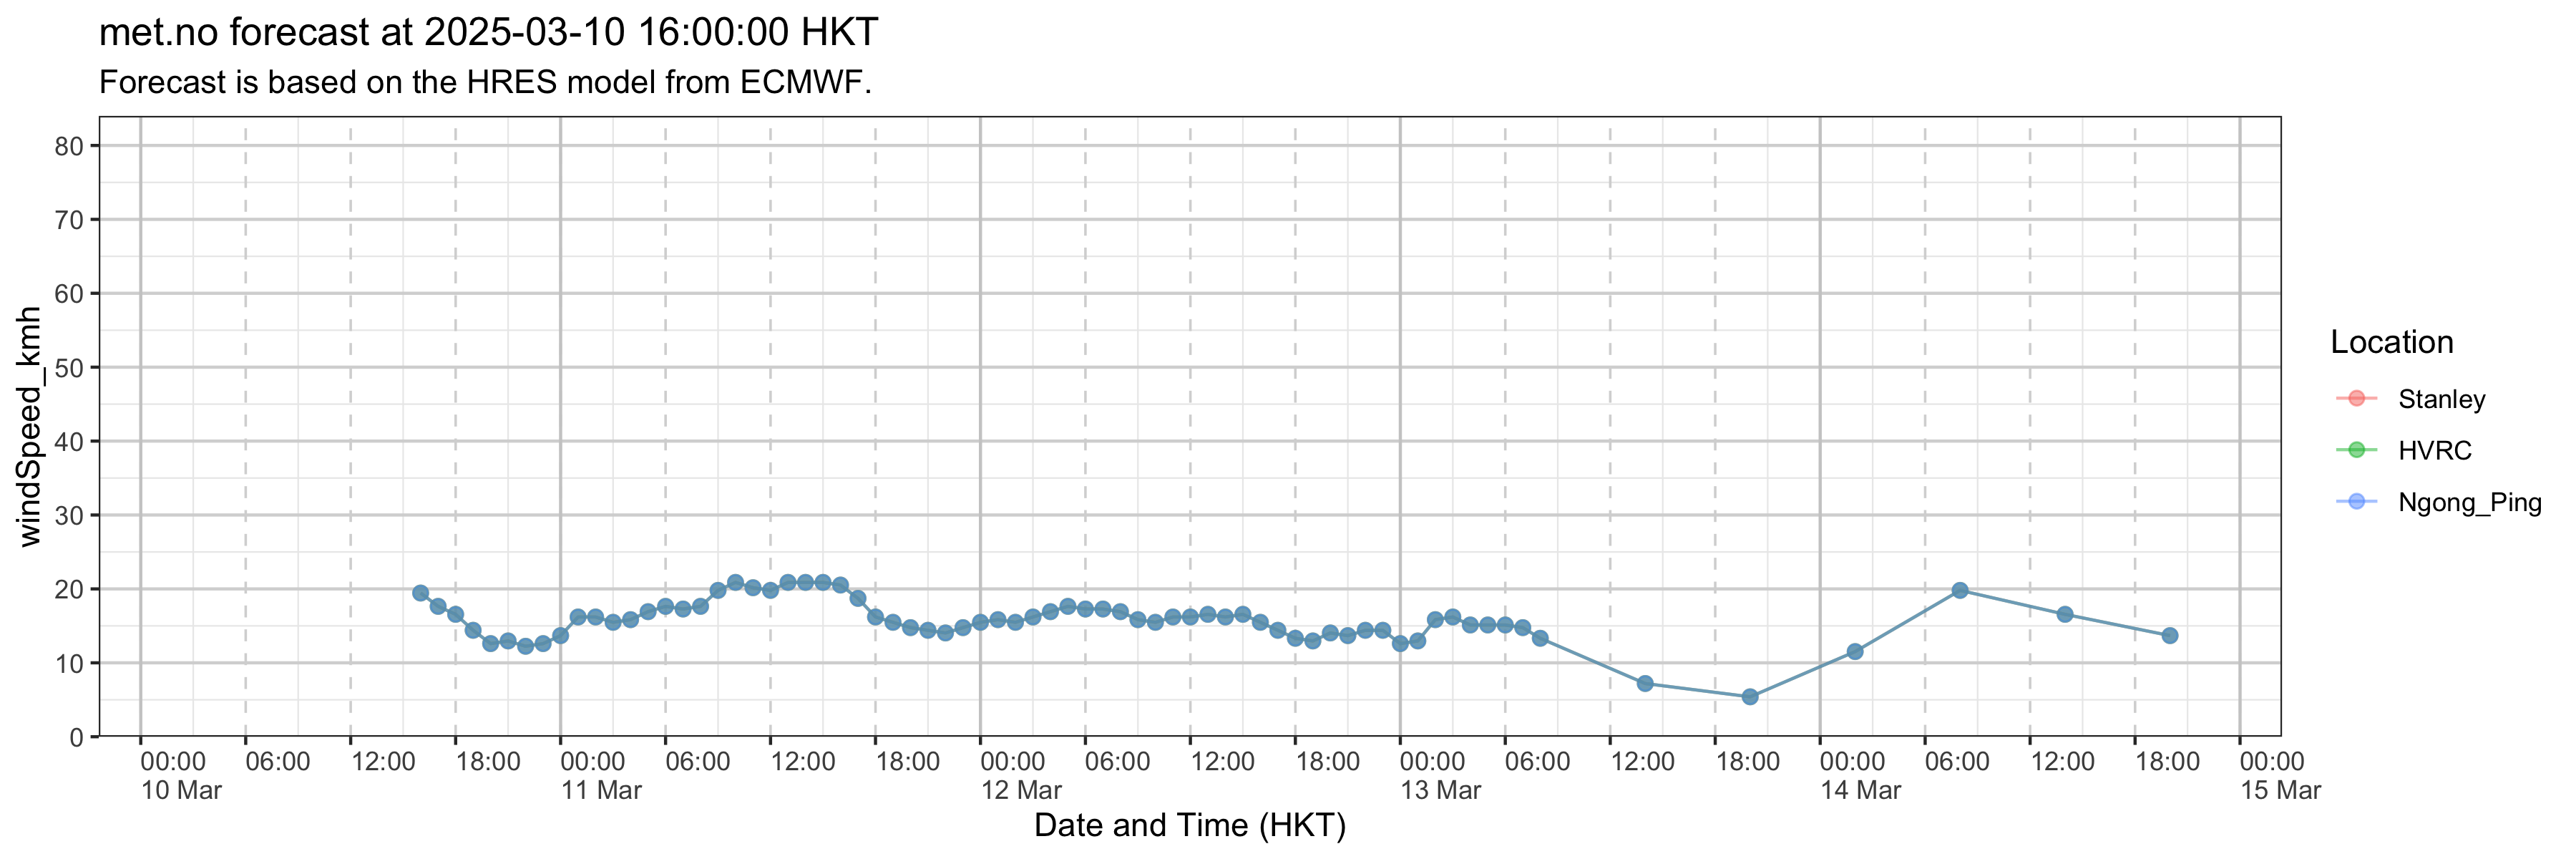 met.no forecast at 2025-03-10 16:00:00 HKT
Forecast is based on the HRES model from ECMWF.
windSpeed_kmh
80
70
60
50
40
30
20
10
0
00:00 06:00 12:00 18:00 00:00 06:00 12:00 18:00 00:00 06:00 12:00 18:00 00:00 06:00 12:00 18:00 00:00 06:00 12:00 18:00 00:00
10 Mar 11 Mar 12 Mar 13 Mar 14 Mar 15 Mar
Date and Time (HKT)
Location
Stanley
HVRC
Ngong_Ping